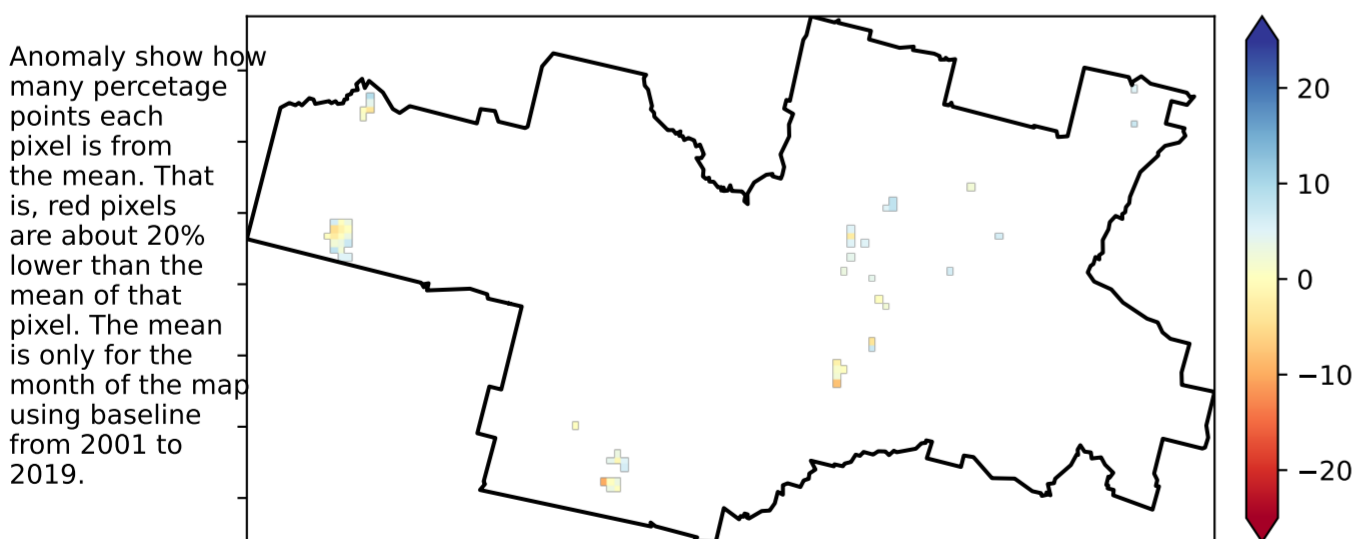 Anomaly show how
many percetage
points each
pixel is from
the mean. That
is, red pixels
are about 20%
lower than the
mean of that
pixel. The mean
is only for the
month of the map
using baseline
from 2001 to
2019.
20
10
0
−10
−20